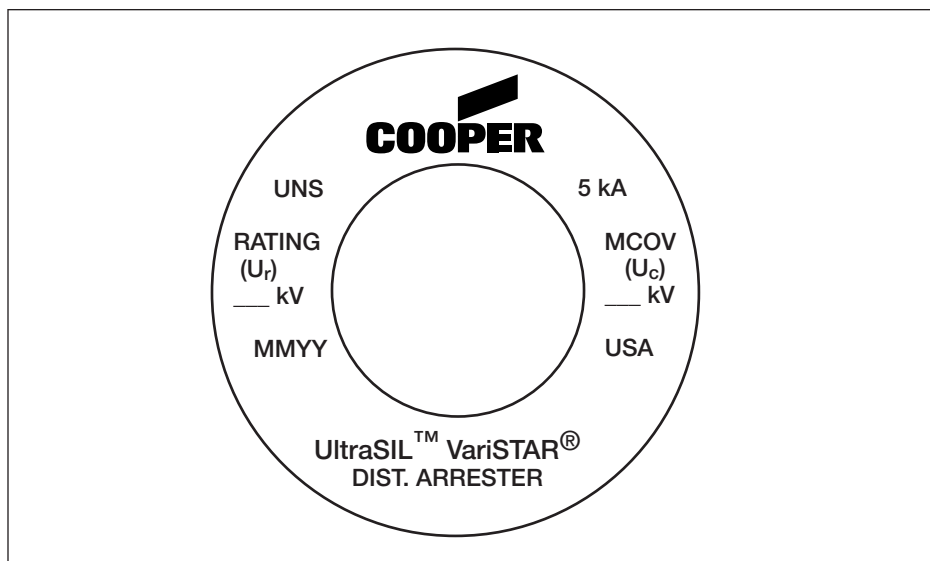 COOPER
UNS
5 kA
RATING
(Ur)
___ kV
MCOV
(Uc)
___ kV
MMYY
USA
UltraSIL™ VariSTAR®
DIST. ARRESTER